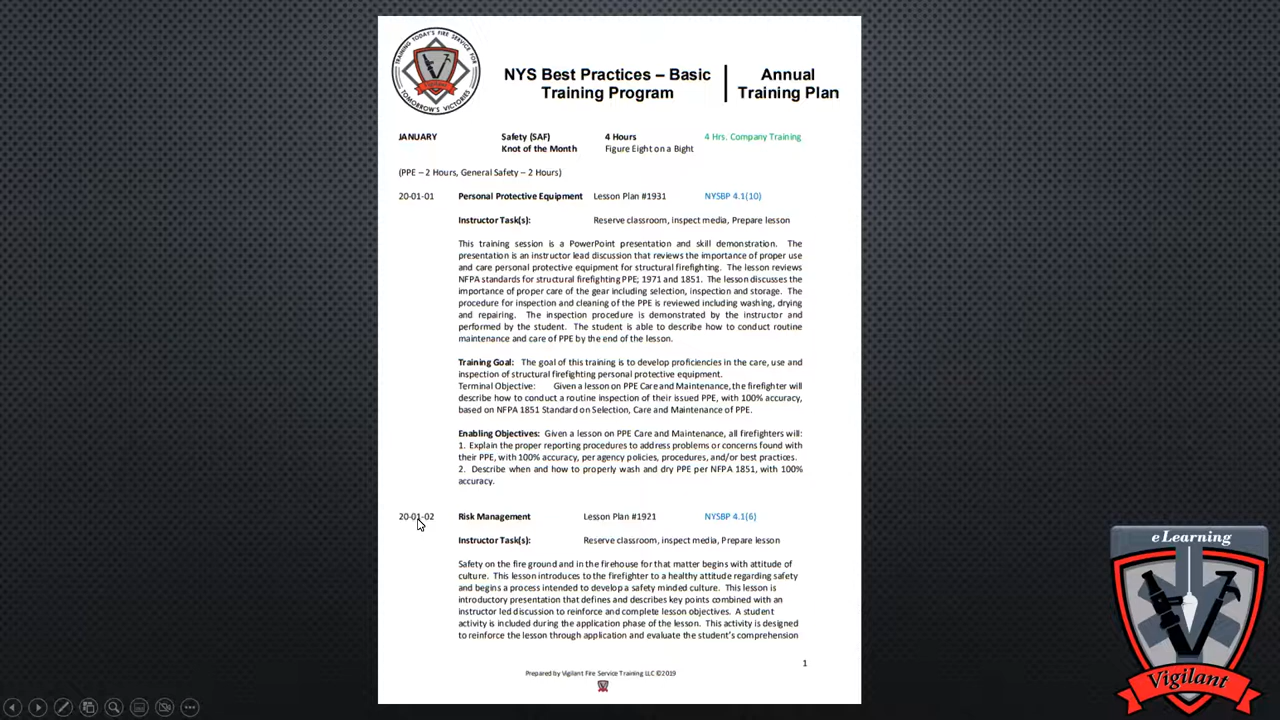 TRAINING TODAY'S FIRE SERVICE FOR
TOMORROW'S VICTORIES
NYS Best Practices – Basic
Training Program
Annual
Training Plan
JANUARY Safety (SAF) 4 Hours 4 Hrs. Company Training
Knot of the Month Figure Eight on a Bight
(PPE – 2 Hours, General Safety – 2 Hours)
20-01-01 Personal Protective Equipment Lesson Plan #1931 NYSBP 4.1(10)
Instructor Task(s): Reserve classroom, inspect media, Prepare lesson
This training session is a PowerPoint presentation and skill demonstration. The
presentation is an instructor lead discussion that reviews the importance of proper use
and care personal protective equipment for structural firefighting. The lesson reviews
NFPA standards for structural firefighting PPE; 1971 and 1851. The lesson discusses the
importance of proper care of the gear including selection, inspection and storage. The
procedure for inspection and cleaning of the PPE is reviewed including washing, drying
and repairing. The inspection procedure is demonstrated by the instructor and
performed by the student. The student is able to describe how to conduct routine
maintenance and care of PPE by the end of the lesson.
Training Goal: The goal of this training is to develop proficiencies in the care, use and
inspection of structural firefighting personal protective equipment.
Terminal Objective: Given a lesson on PPE Care and Maintenance, the firefighter will
describe how to conduct a routine inspection of their issued PPE, with 100% accuracy,
based on NFPA 1851 Standard on Selection, Care and Maintenance of PPE.
Enabling Objectives: Given a lesson on PPE Care and Maintenance, all firefighters will:
1. Explain the proper reporting procedures to address problems or concerns found with
their PPE, with 100% accuracy, per agency policies, procedures, and/or best practices.
2. Describe when and how to properly wash and dry PPE per NFPA 1851, with 100%
accuracy.
20-01-02 Risk Management Lesson Plan #1921 NYSBP 4.1(6)
Instructor Task(s): Reserve classroom, inspect media, Prepare lesson
Safety on the fire ground and in the firehouse for that matter begins with attitude of
culture. This lesson introduces to the firefighter to a healthy attitude regarding safety
and begins a process intended to develop a safety minded culture. This lesson is
introductory presentation that defines and describes key points combined with an
instructor led discussion to reinforce and complete lesson objectives. A student
activity is included during the application phase of the lesson. This activity is designed
to reinforce the lesson through application and evaluate the student's comprehension
1
Prepared by Vigilant Fire Service Training LLC ©2019
eLearning
Vigilant